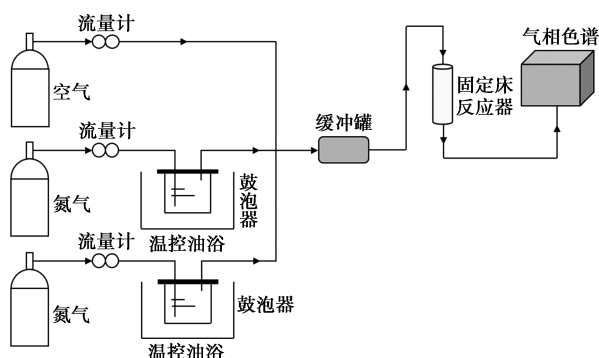 流量计
空气
流量计
氮气
鼓泡器
温控油浴
流量计
氮气
鼓泡器
温控油浴
缓冲罐
固定床
反应器
气相色谱